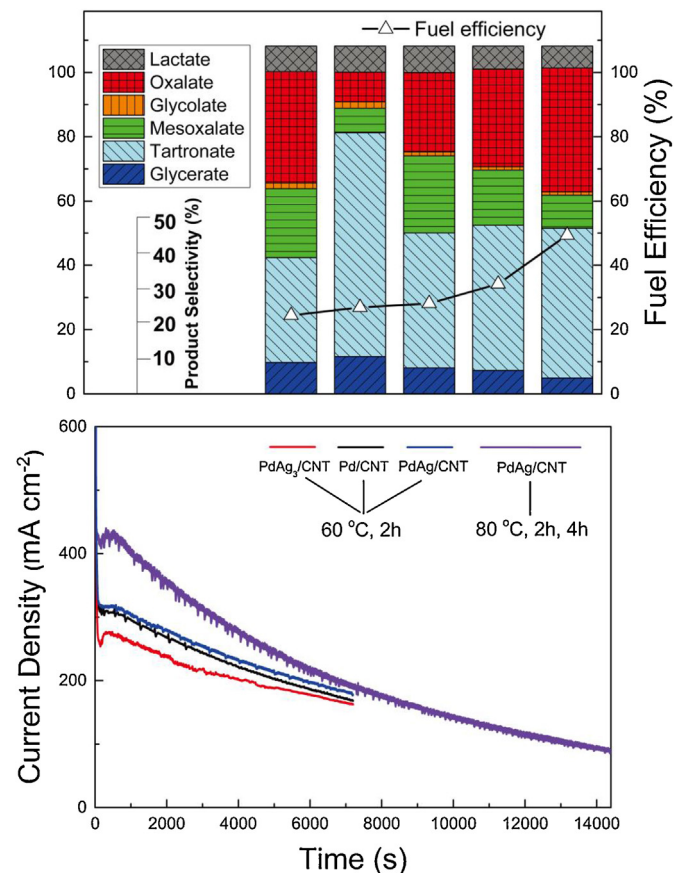 Fuel efficiency
Lactate
Oxalate
Glycolate
Mesoxalate
Tartronate
Glycerate
100
80
60
40
20
0
50
40
30
20
10
Product Selectivity (%)
100
80
60
40
20
0
Fuel Efficiency (%)
600
400
200
0
Current Density (mA cm-2)
PdAg3/CNT Pd/CNT PdAg/CNT PdAg/CNT
60 °C, 2h
80 °C, 2h, 4h
0 2000 4000 6000 8000 10000 12000 14000
Time (s)